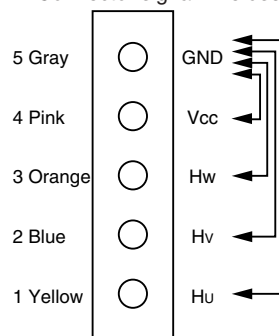 5 Gray GND
4 Pink Vcc
3 Orange Hw
2 Blue Hv
1 Yellow Hu